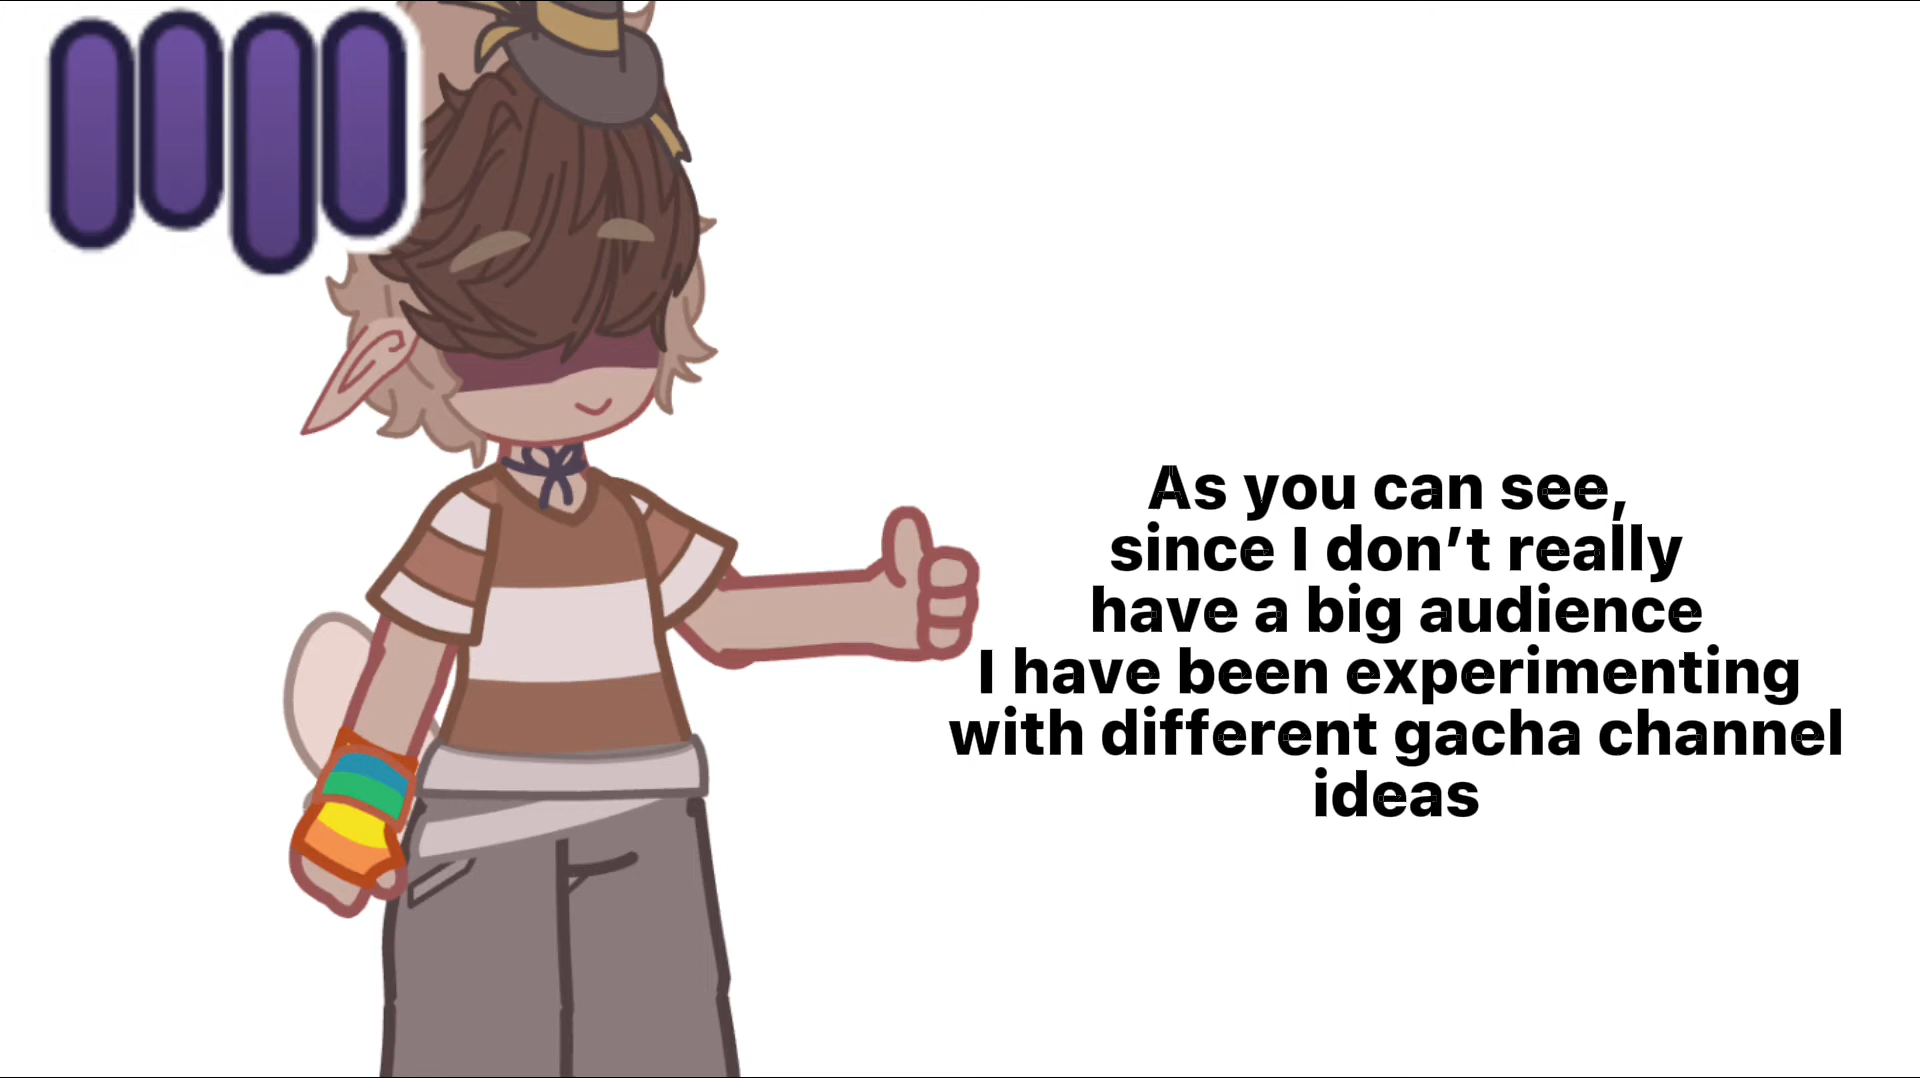 As you can see,
since I don’t really
have a big audience
I have been experimenting
with different gacha channel
ideas